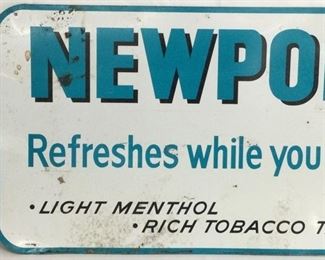 NEWPO
Refreshes while you
•LIGHT MENTHOL
•RICH TOBACCO T